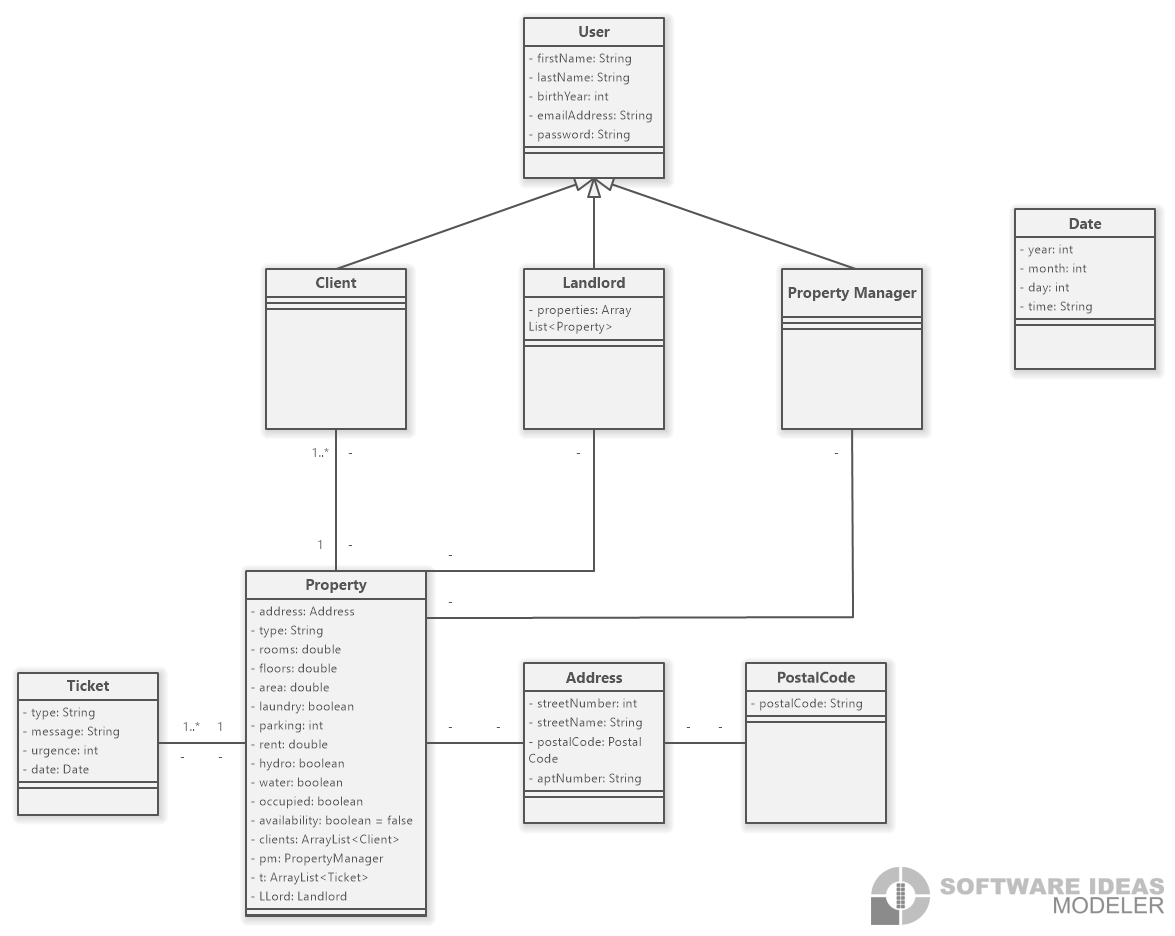 User
- firstName: String
- lastName: String
- birthYear: int
- emailAddress: String
- password: String
Date
- year: int
- month: int
- day: int
- time: String
Client
Landlord
- properties: Array
List<Property>
Property Manager
1..* -
-
-
1 -
-
-
Property
- address: Address
- type: String
- rooms: double
- floors: double
- area: double
- laundry: boolean
- parking: int
- rent: double
- hydro: boolean
- water: boolean
- occupied: boolean
- availability: boolean = false
- clients: ArrayList<Client>
- pm: PropertyManager
- t: ArrayList<Ticket>
- LLord: Landlord
Ticket
- type: String
- message: String
- urgence: int
- date: Date
1..* 1
- -
- -
Address
- streetNumber: int
- streetName: String
- postalCode: Postal
Code
- aptNumber: String
- -
PostalCode
- postalCode: String
SOFTWARE IDEAS
MODELER